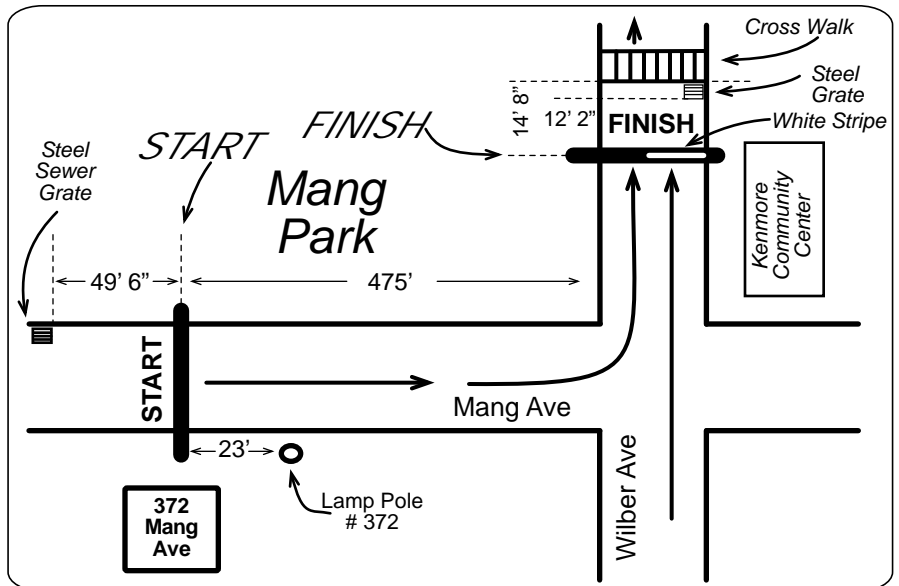 Cross Walk
Steel
Grate
White Stripe
14’ 8”
12’ 2”
FINISH
FINISH
START
Steel
Sewer
Grate
Mang
Park
Kenmore
Community
Center
49’ 6”
475’
START
Mang Ave
23’
Lamp Pole
# 372
372
Mang
Ave
Wilber Ave